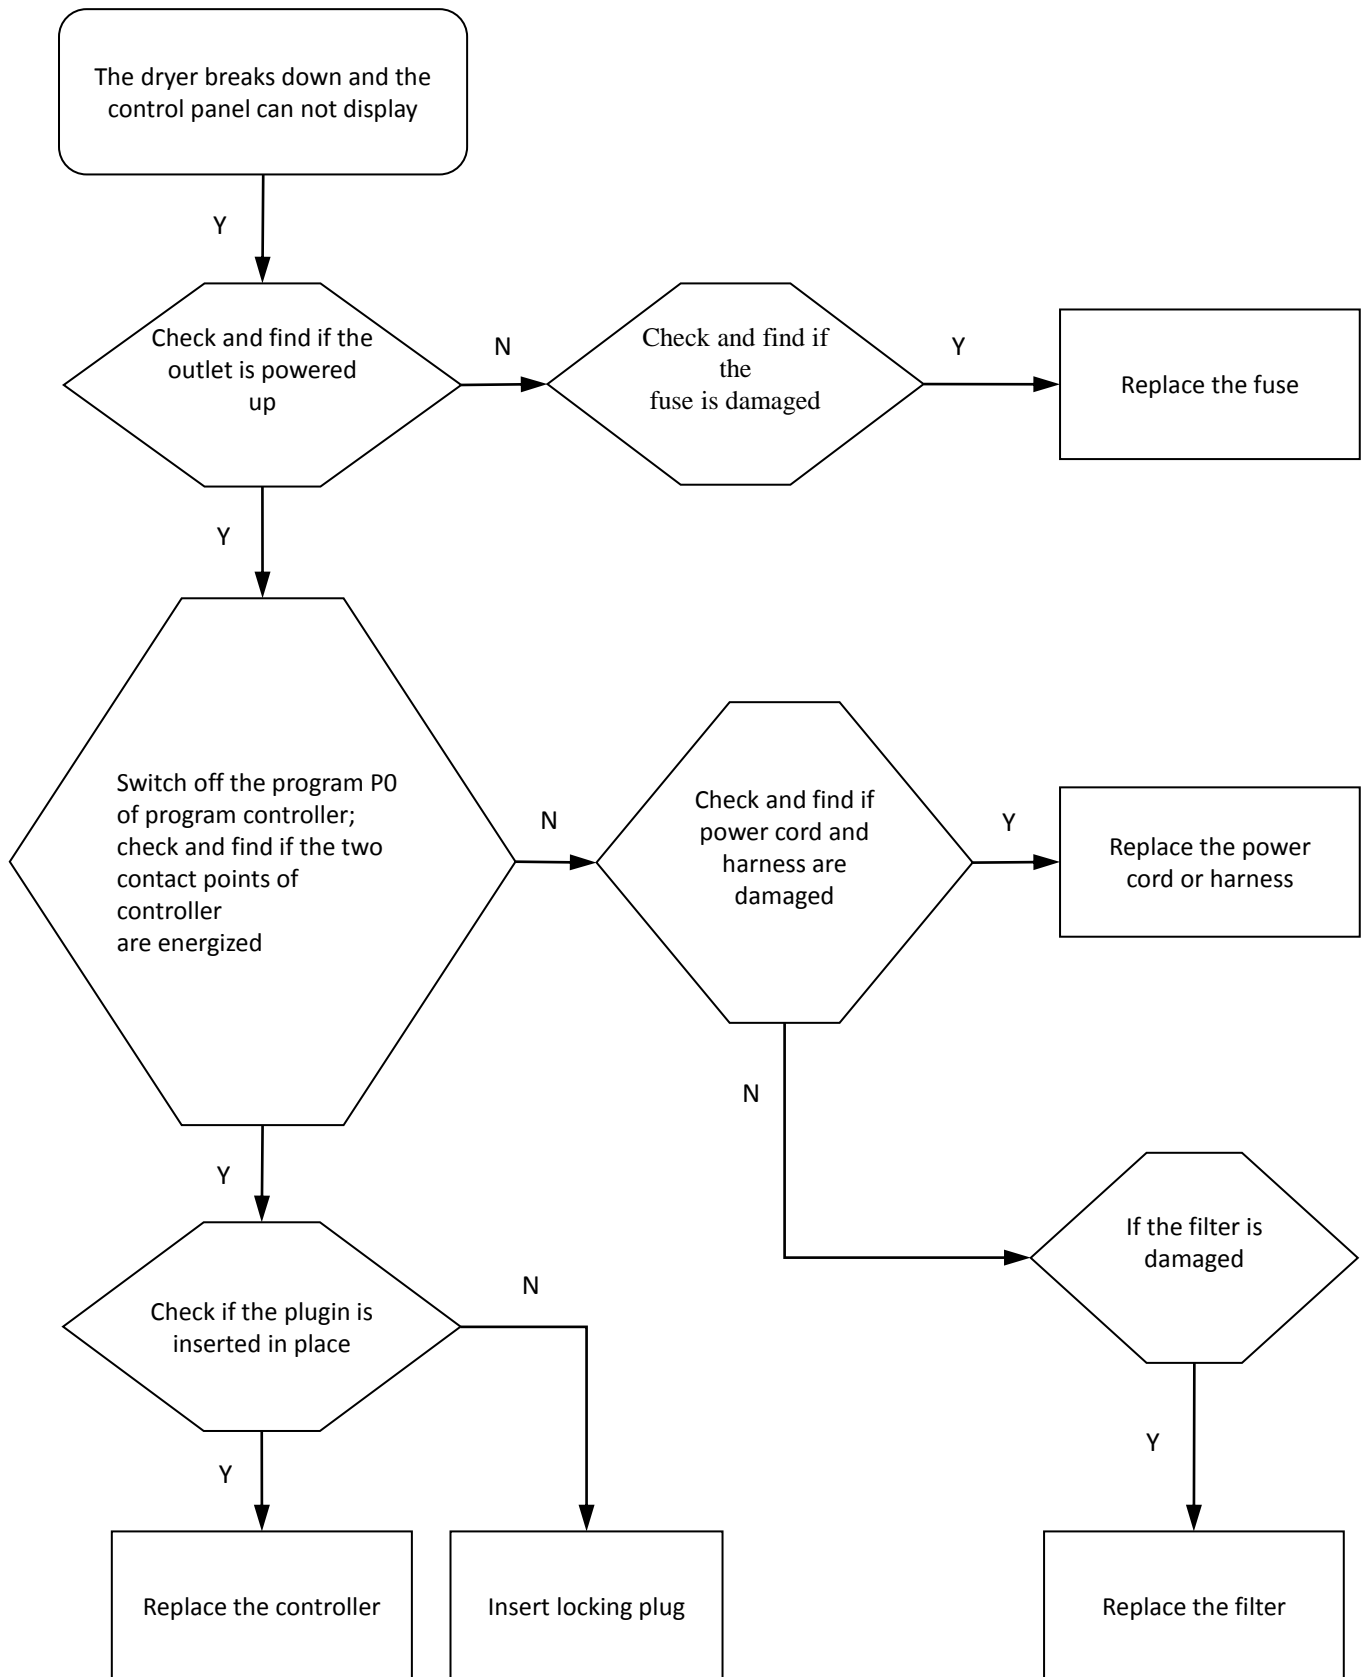 The dryer breaks down and the
control panel can not display
Y
Check and find if the
outlet is powered
up
N
Check and find if
the
fuse is damaged
Y
Replace the fuse
Y
Switch off the program P0
of program controller;
check and find if the two
contact points of
controller
are energized
N
Check and find if
power cord and
harness are
damaged
Y
Replace the power
cord or harness
N
Y
If the filter is
damaged
Check if the plugin is
inserted in place
N
Y
Y
Replace the controller
Insert locking plug
Replace the filter